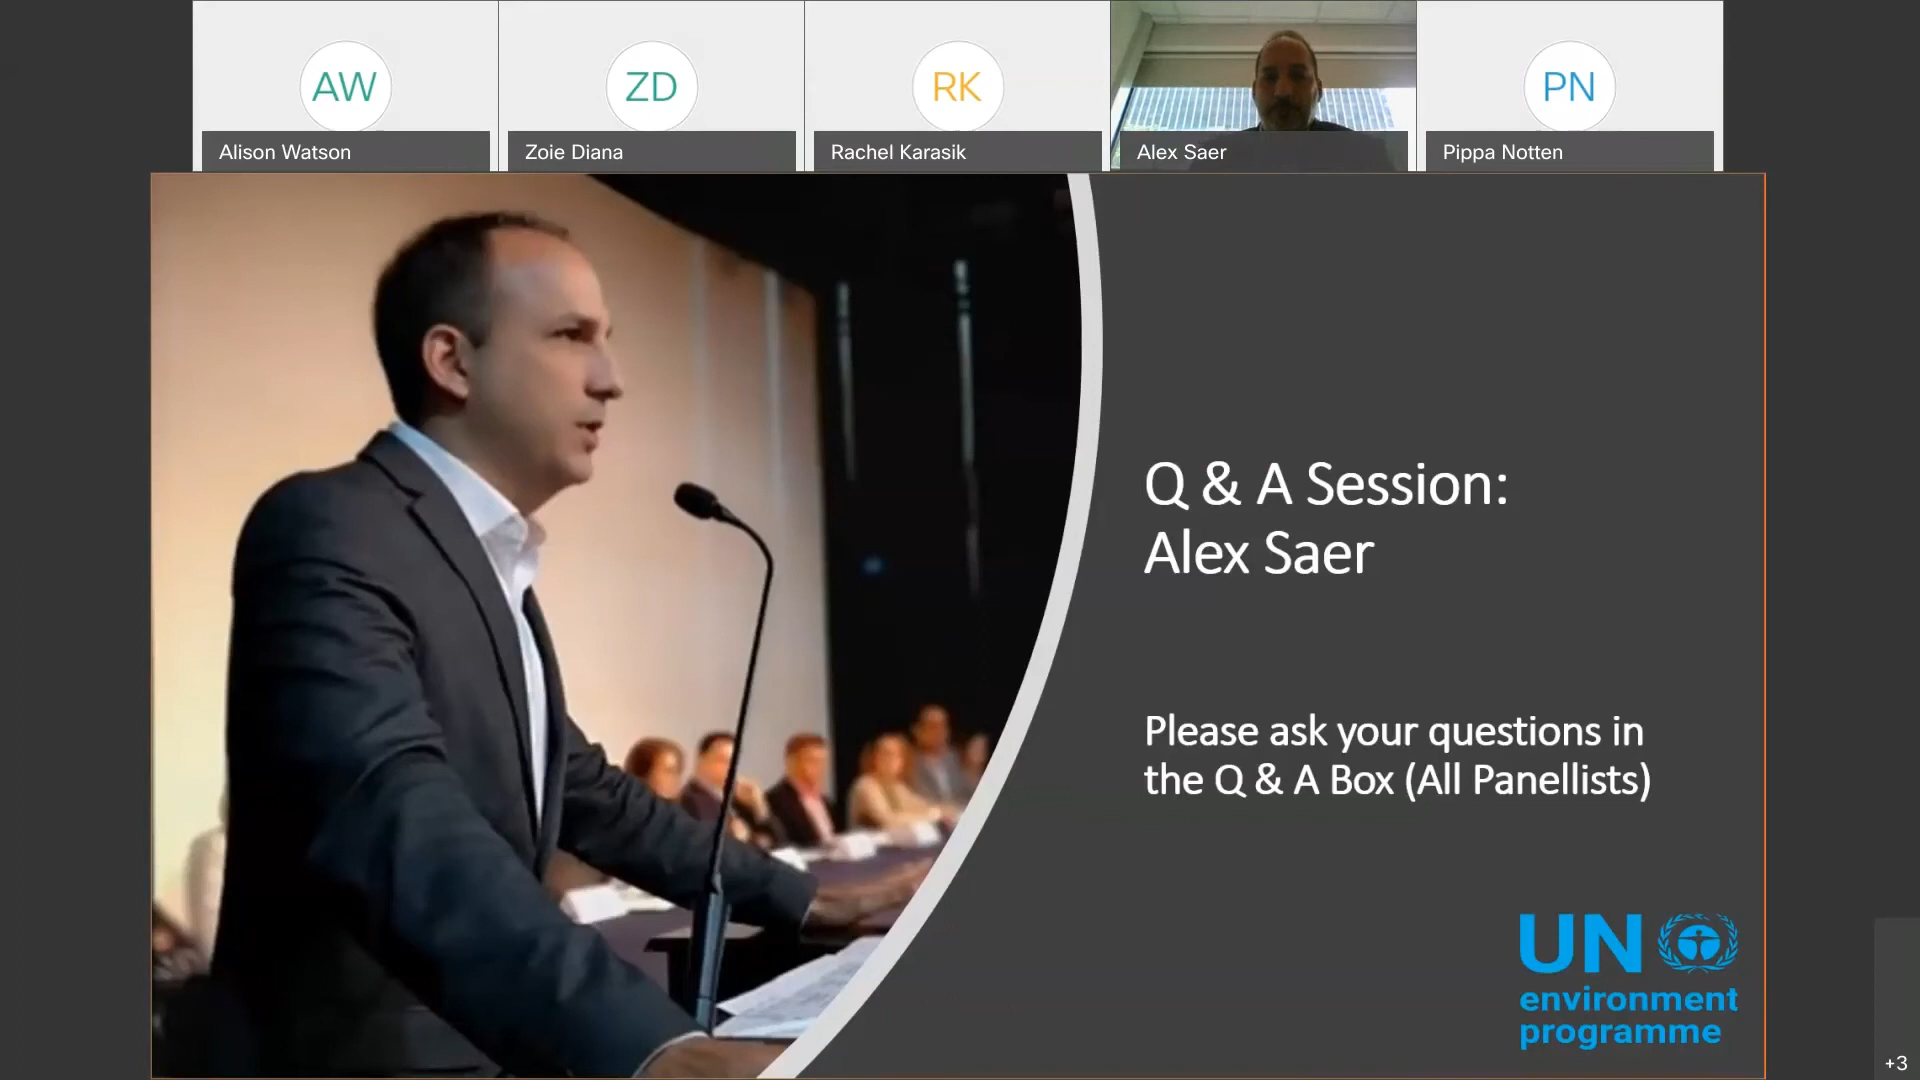 AW
ZD
RK
PN
Alison Watson
Zoie Diana
Rachel Karasik
Alex Saer
Pippa Notten
Q & A Session:
Alex Saer
Please ask your questions in
the Q & A Box (All Panellists)
UN
environment
programme
+3